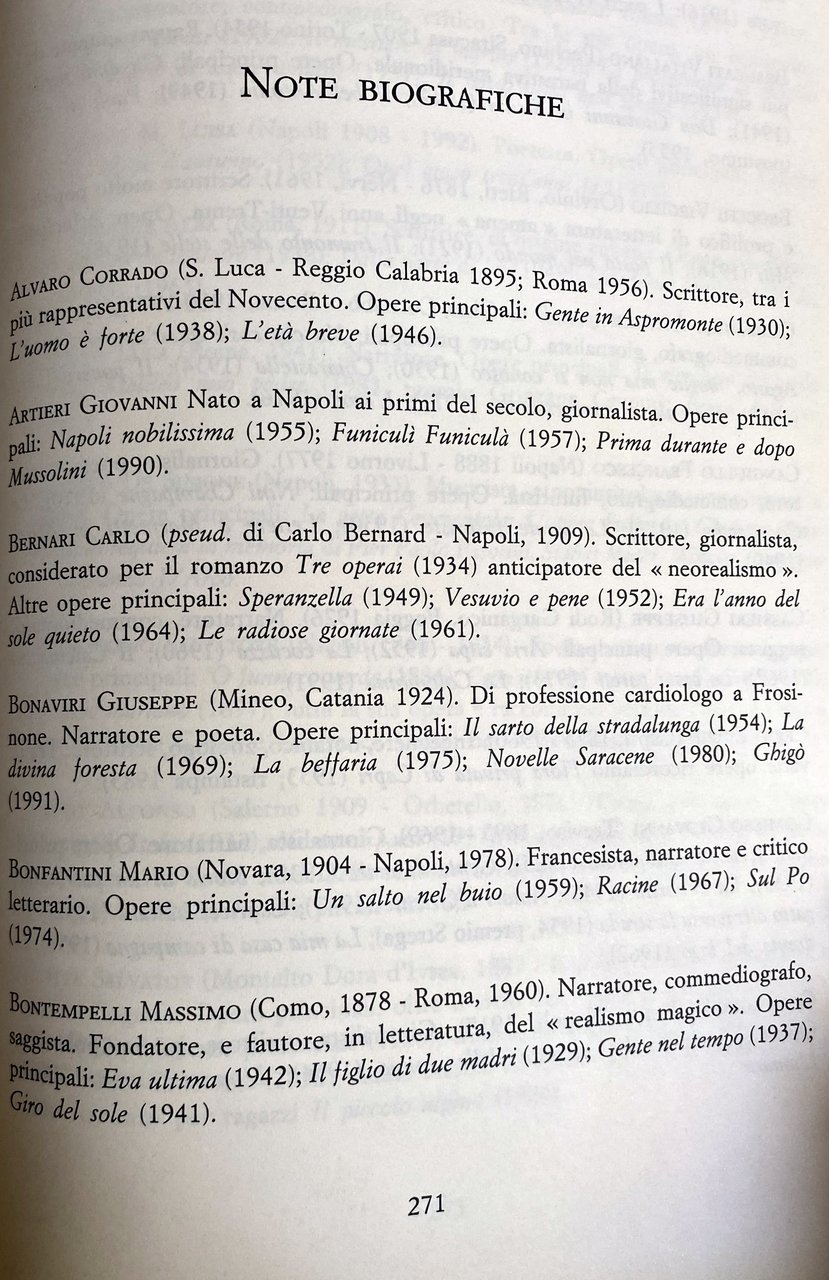 NOTE BIOGRAFICHE
ALVARO CORRADO (S. Luca - Reggio Calabria 1895; Roma 1956). Scrittore, tra i
più rappresentativi del Novecento. Opere principali: Gente in Aspromonte (1930);
L'uomo è forte (1938); L'età breve (1946).
ARTIERI GIOVANNI Nato a Napoli ai primi del secolo, giornalista. Opere princi-
pali: Napoli nobilissima (1955); Funiculì Funiculà (1957); Prima durante e dopo
Mussolini (1990).
BERNARI CARLO (pseud. di Carlo Bernard - Napoli, 1909). Scrittore, giornalista,
considerato per il romanzo Tre operai (1934) anticipatore del « neorealismo ».
Altre opere principali: Speranzella (1949); Vesuvio e pene (1952); Era l'anno del
sole quieto (1964); Le radiose giornate (1961).
BONAVIRI GIUSEPPE (Mineo, Catania 1924). Di professione cardiologo a Frosi-
none. Narratore e poeta. Opere principali: Il sarto della stradalunga (1954); La
divina foresta (1969); La beffaria (1975); Novelle Saracene (1980); Ghigò
(1991).
BONFANTINI MARIO (Novara, 1904 - Napoli, 1978). Francesista, narratore e critico
letterario. Opere principali: Un salto nel buio (1959); Racine (1967); Sul Po
(1974).
BONTEMPELLI MASSIMO (Como, 1878 - Roma, 1960). Narratore, commediografo,
saggista. Fondatore, e fautore, in letteratura, del « realismo magico ». Opere
principali: Eva ultima (1942); Il figlio di due madri (1929); Gente nel tempo (1937);
Giro del sole (1941).
271